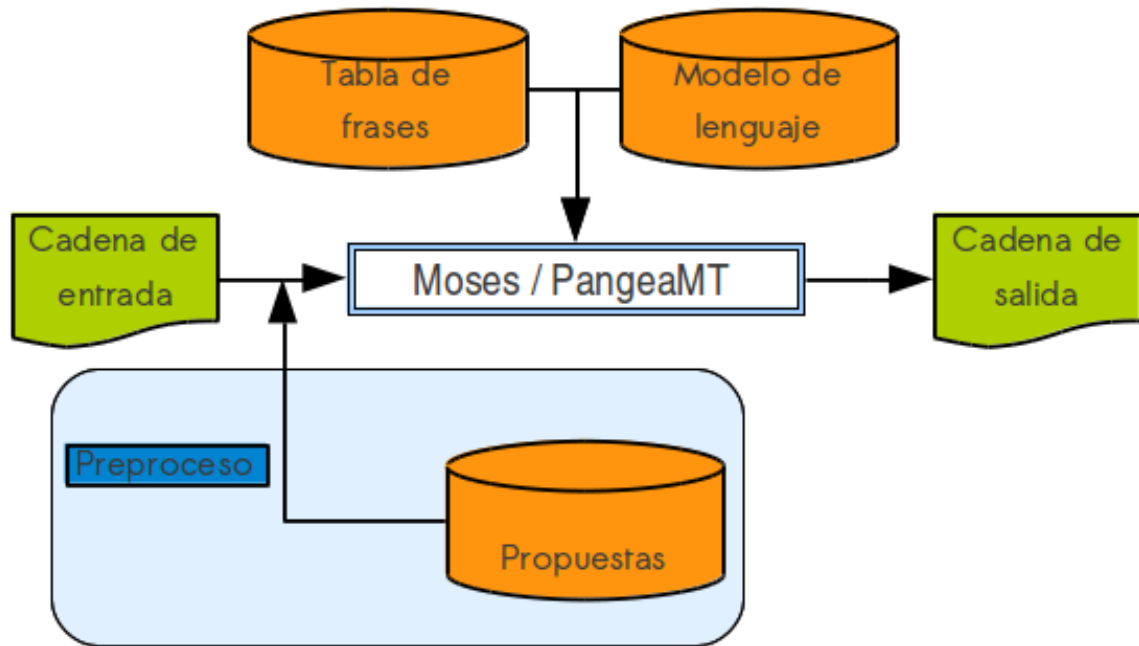 Tabla de
frases
Modelo de
lenguaje
Cadena de
entrada
Moses / PangeaMT
Cadena de
salida
Preproceso
Propuestas